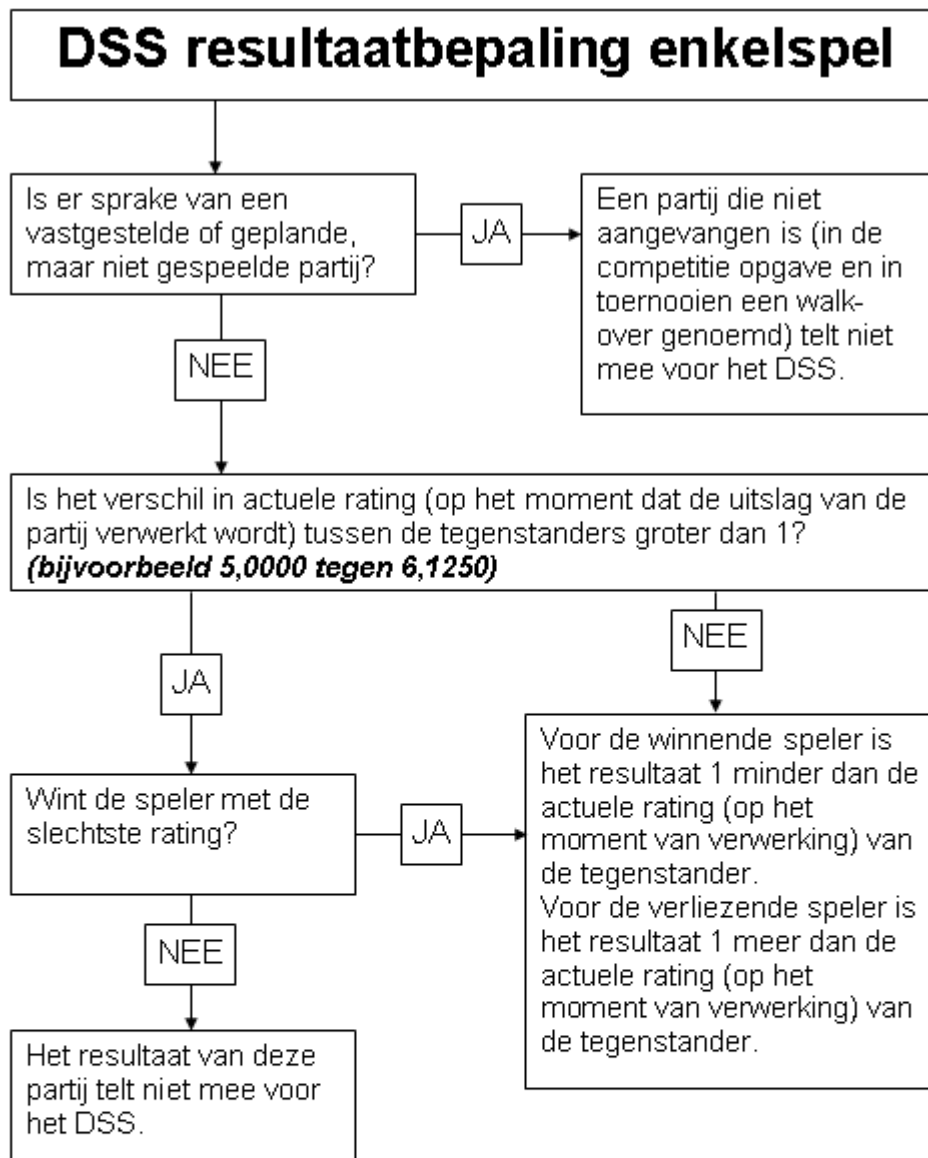 DSS resultaatbepaling enkelspel
Is er sprake van een
vastgestelde of geplande,
maar niet gespeelde partij?
JA
Een partij die niet
aangevangen is (in de
competitie opgave en in
toernooien een walk-
over genoemd) telt niet
mee voor het DSS.
NEE
Is het verschil in actuele rating (op het moment dat de uitslag van de
partij verwerkt wordt) tussen de tegenstanders groter dan 1?
(bijvoorbeeld 5,0000 tegen 6,1250)
JA
NEE
Wint de speler met de
slechtste rating?
JA
Voor de winnende speler is
het resultaat 1 minder dan de
actuele rating (op het
moment van verwerking) van
de tegenstander.
Voor de verliezende speler is
het resultaat 1 meer dan de
actuele rating (op het
moment van verwerking) van
de tegenstander.
NEE
Het resultaat van deze
partij telt niet mee voor
het DSS.